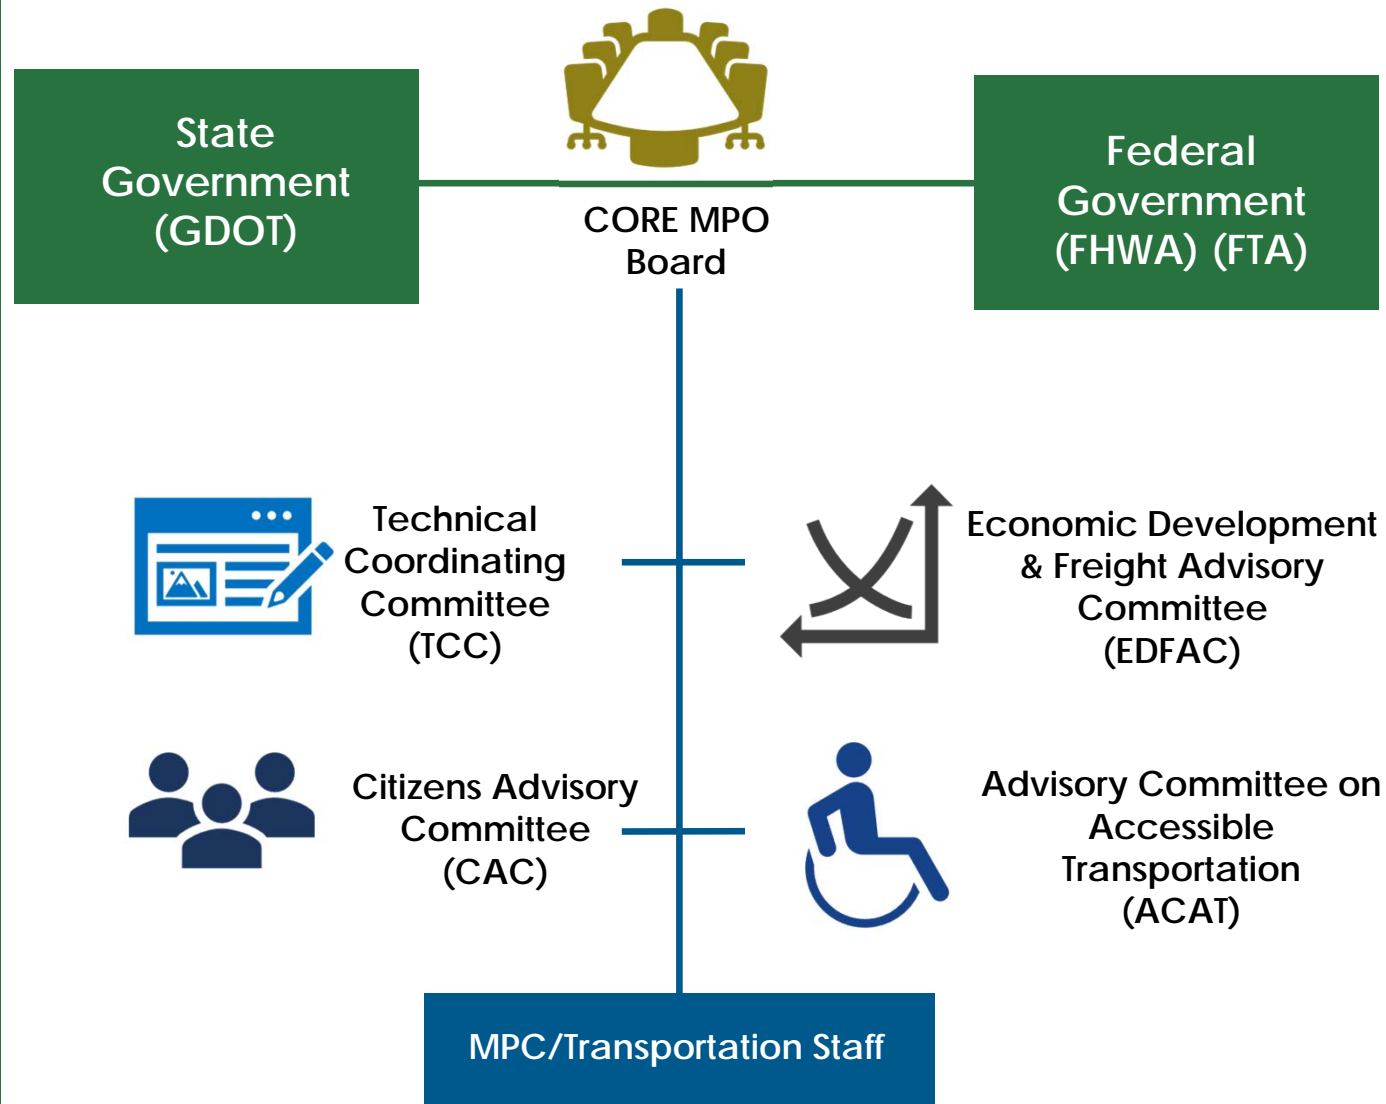 State
Government
(GDOT)
CORE MPO
Board
Federal
Government
(FHWA) (FTA)
Technical
Coordinating
Committee
(TCC)
Economic Development
& Freight Advisory
Committee
(EDFAC)
Citizens Advisory
Committee
(CAC)
Advisory Committee on
Accessible
Transportation
(ACAT)
MPC/Transportation Staff